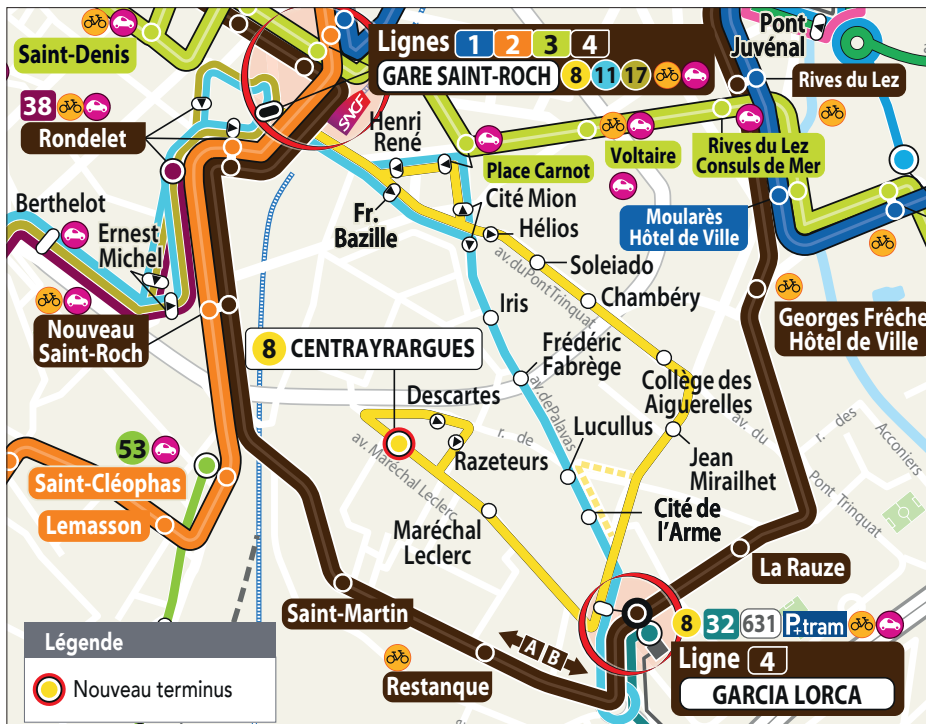 Saint-Denis
Lignes 1 2 3 4
GARE SAINT-ROCH 8 11 17
SNCF
Pont
Juvénal
Rives du Lez
38
Rondelet
Henri
René
Place Carnot
Voltaire
Rives du Lez
Consuls de Mer
Berthelot
Ernest
Michel
Fr.
Bazille
Cité Mion
Hélios
Moularès
Hôtel de Ville
av.duPontTrinquat
Soleiado
Chambéry
Iris
Nouveau
Saint-Roch
Georges Frêche
Hôtel de Ville
8 CENTRAYRARGUES
Frédéric
Fabrège
av.dePalavas
Collège des
Aiguerelles
Descartes
r. de
Razeteurs
av. Maréchal Leclerc
Lucullus
Jean
Mirailhet
av. du
Pont Trinquat
r. des
Acconiers
53
Saint-Cléophas
Lemasson
Maréchal
Leclerc
Cité de
l'Arme
La Rauze
Saint-Martin
A B
Restanque
8 32 631 P+tram
Ligne 4
GARCIA LORCA
Légende
Nouveau terminus